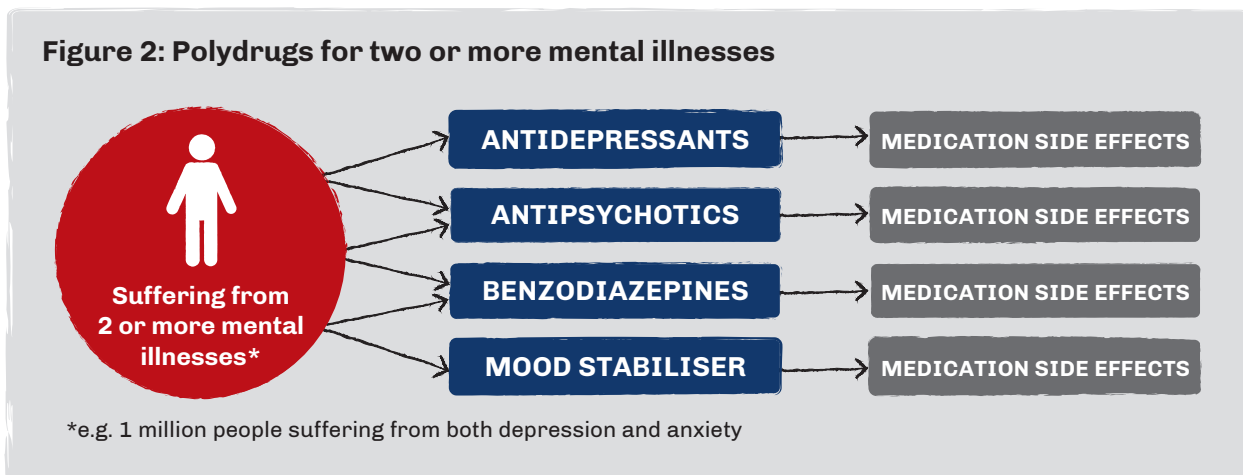 Figure 2: Polydrugs for two or more mental illnesses
Suffering from
2 or more mental
illnesses*
ANTIDEPRESSANTS
MEDICATION SIDE EFFECTS
ANTIPSYCHOTICS
MEDICATION SIDE EFFECTS
BENZODIAZEPINES
MEDICATION SIDE EFFECTS
MOOD STABILISER
MEDICATION SIDE EFFECTS
*e.g. 1 million people suffering from both depression and anxiety